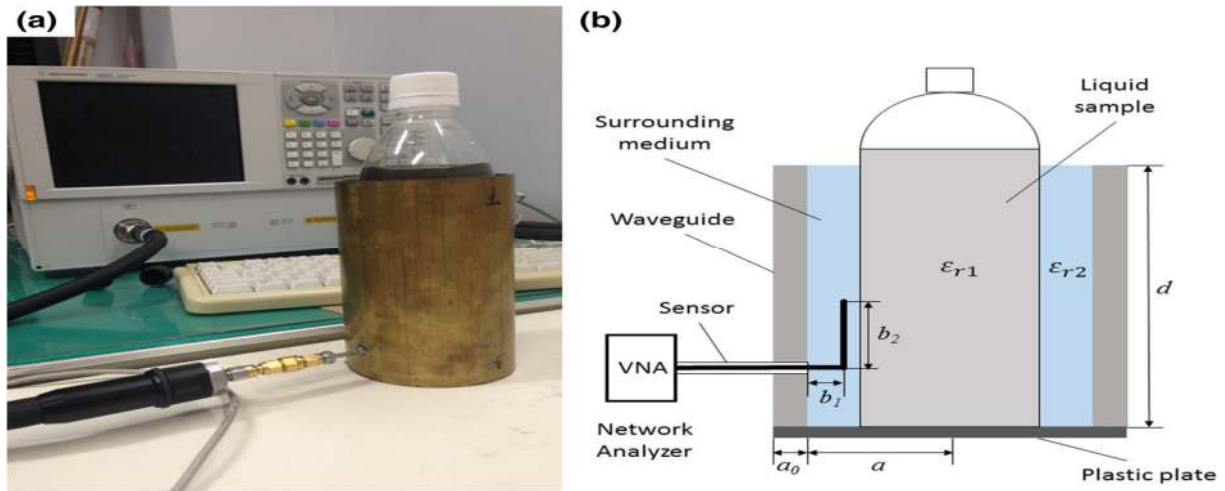 (a)
(b)
Liquid
sample
Surrounding
medium
Waveguide
εr1
εr2
d
Sensor
b2
VNA
b1
Network
Analyzer
a0
a
Plastic plate